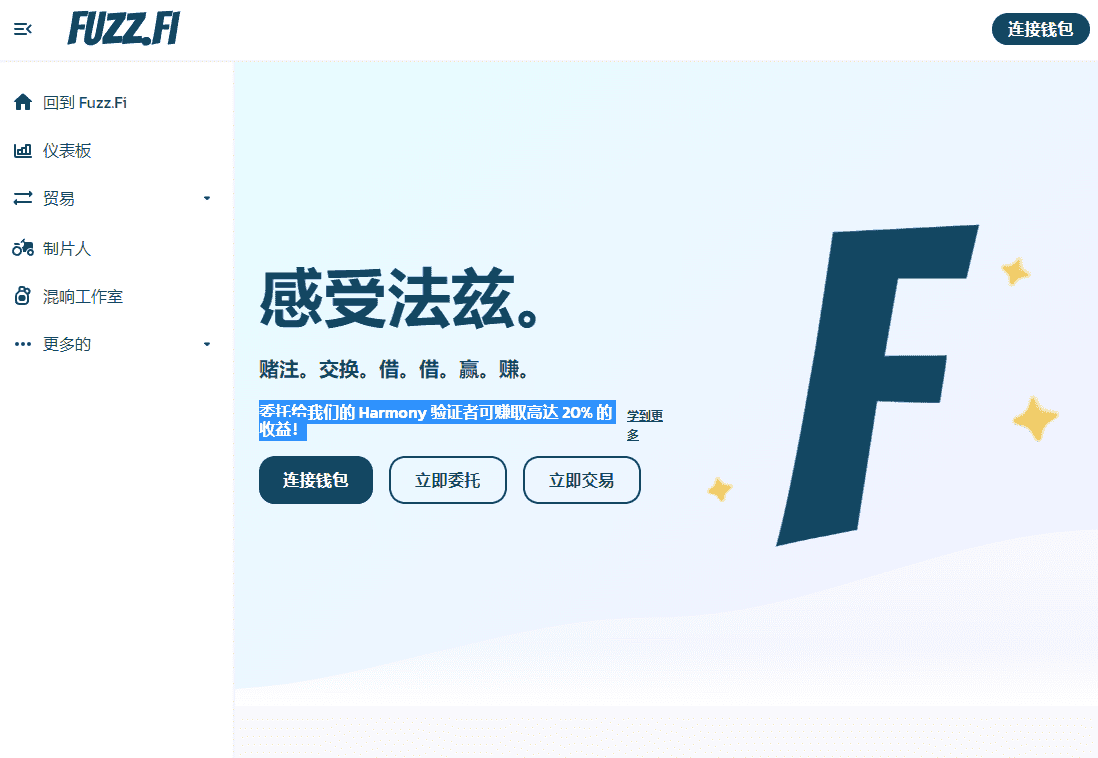 FUZZ.FI
连接钱包
回到 Fuzz.Fi
仪表板
贸易
制片人
混响工作室
更多的
感受法兹。
赌注。交换。借。借。赢。赚。
委托给我们的 Harmony 验证者可赚取高达 20% 的
收益！
学到更
多
连接钱包
立即委托
立即交易
F